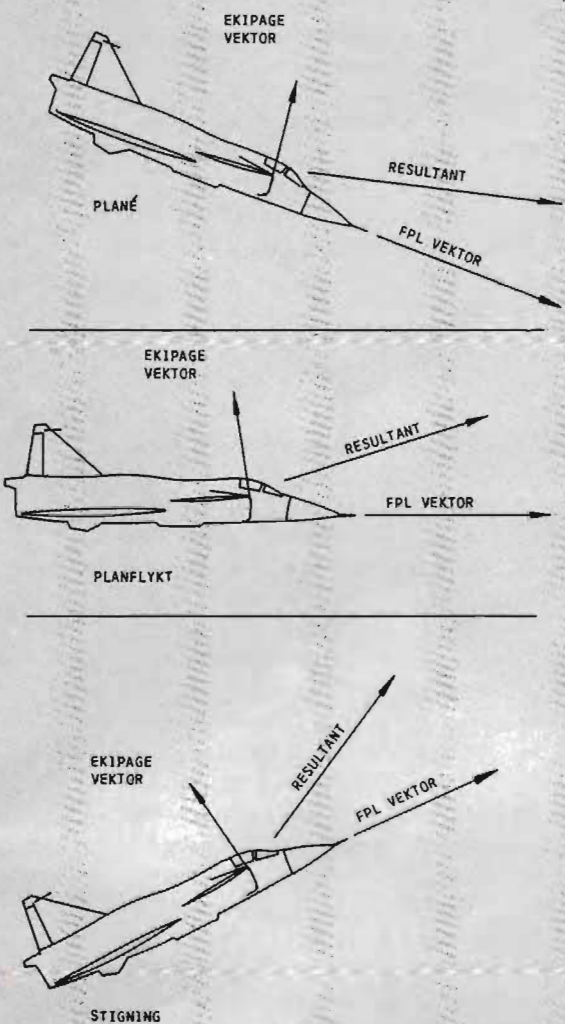 EKIPAGE
VEKTOR
RESULTANT
FPL VEKTOR
PLANÉ
EKIPAGE
VEKTOR
RESULTANT
FPL VEKTOR
PLANFLYKT
EKIPAGE
VEKTOR
RESULTANT
FPL VEKTOR
STIGNING